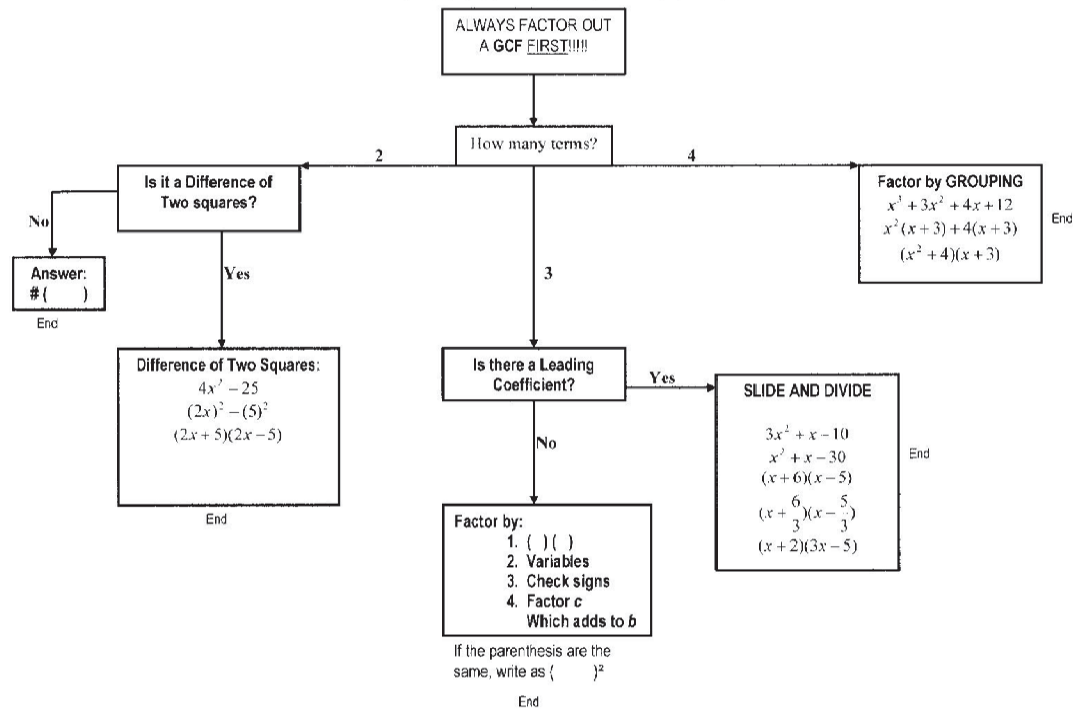 ALWAYS FACTOR OUT
A GCF FIRST!!!!!
How many terms?
2
4
3
Is it a Difference of
Two squares?
No
Yes
Answer:
# (      )
End
Difference of Two Squares:
4x² − 25
(2x)² − (5)²
(2x + 5)(2x − 5)
End
Is there a Leading
Coefficient?
Yes
No
Factor by:
1. ( ) ( )
2. Variables
3. Check signs
4. Factor c
Which adds to b
If the parenthesis are the
same, write as (      )²
End
SLIDE AND DIVIDE
3x² + x − 10
x² + x − 30
(x + 6)(x − 5)
(x + 6/3)(x − 5/3)
(x + 2)(3x − 5)
End
Factor by GROUPING
x³ + 3x² + 4x + 12
x²(x + 3) + 4(x + 3)
(x² + 4)(x + 3)
End